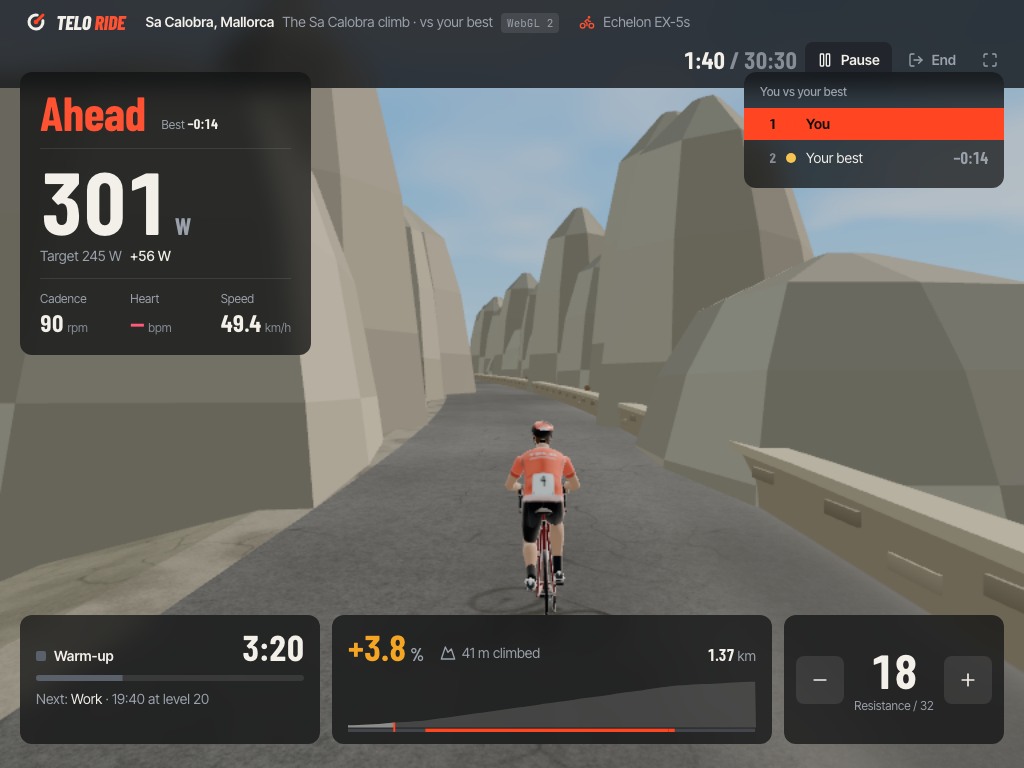 TELO RIDE Sa Calobra, Mallorca The Sa Calobra climb · vs your best WebGL 2 Echelon EX-5s
1:40 / 30:30 Pause End
Ahead Best −0:14
301 W
Target 245 W +56 W
Cadence Heart Speed
90 rpm – bpm 49.4 km/h
You vs your best
1 You
2 Your best −0:14
4
Warm-up 3:20
Next: Work · 19:40 at level 20
+3.8 % 41 m climbed 1.37 km
− 18 +
Resistance / 32